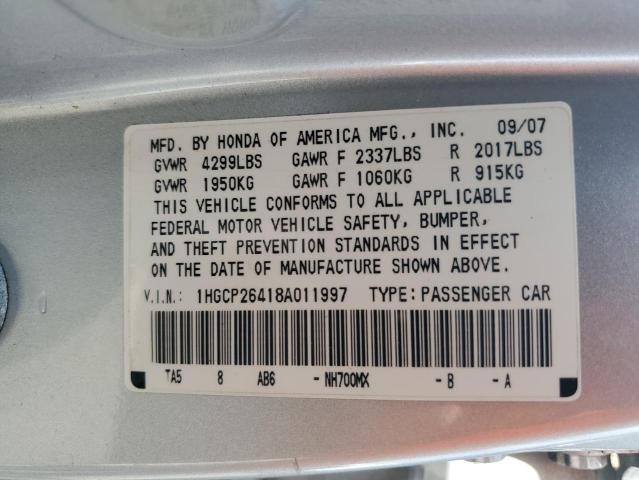 MFD. BY HONDA OF AMERICA MFG., INC. 09/07
GVWR 4299LBS GAWR F 2337LBS R 2017LBS
GVWR 1950KG GAWR F 1060KG R 915KG
THIS VEHICLE CONFORMS TO ALL APPLICABLE
FEDERAL MOTOR VEHICLE SAFETY, BUMPER,
AND THEFT PREVENTION STANDARDS IN EFFECT
ON THE DATE OF MANUFACTURE SHOWN ABOVE.
V.I.N.: 1HGCP26418A011997 TYPE: PASSENGER CAR
TA5 8 AB6 -NH700MX -B -A